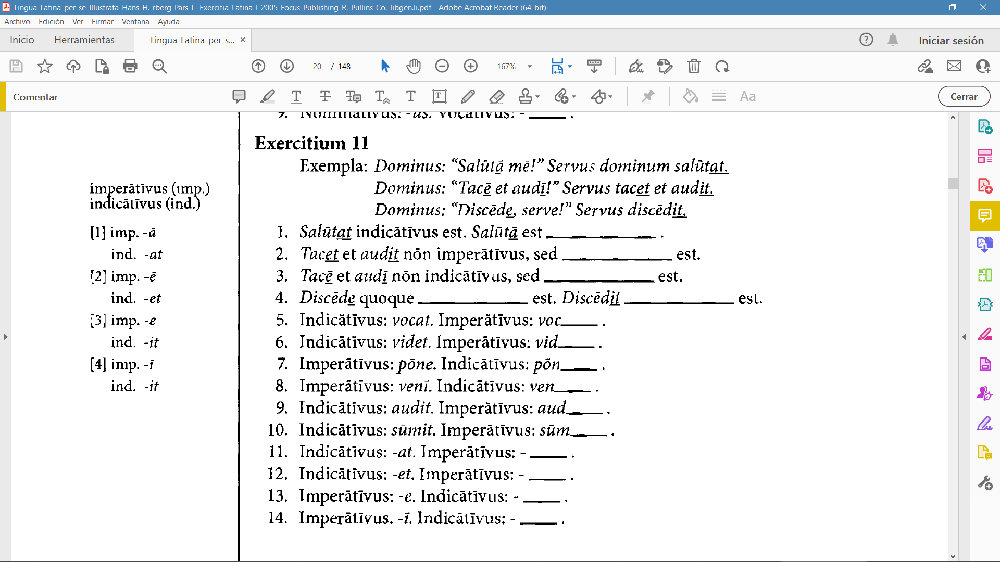 Lingua_Latina_per_se_Illustrata_Hans_H._rberg_Pars_I__Exercitia_Latina_I_2005_Focus_Publishing_R._Pullins_Co._libgen.li.pdf - Adobe Acrobat Reader (64-bit)
Archivo Edición Ver Firmar Ventana Ayuda
Inicio Herramientas Lingua_Latina_per_s... × Iniciar sesión
20 / 148 167%
Comentar Aa Cerrar
9. Nōminātīvus: -us. Vocātīvus: - ____ .
Exercitium 11
Exempla: Dominus: “Salūtā mē!” Servus dominum salūtat.
Dominus: “Tacē et audī!” Servus tacet et audit.
Dominus: “Discēde, serve!” Servus discēdit.
imperātīvus (imp.)
indicātīvus (ind.)
[1] imp. -ā
ind. -at
[2] imp. -ē
ind. -et
[3] imp. -e
ind. -it
[4] imp. -ī
ind. -it
1. Salūtat indicātīvus est. Salūtā est ____________ .
2. Tacet et audit nōn imperātīvus, sed ____________ est.
3. Tacē et audī nōn indicātīvus, sed ____________ est.
4. Discēde quoque ____________ est. Discēdit ____________ est.
5. Indicātīvus: vocat. Imperātīvus: voc____ .
6. Indicātīvus: videt. Imperātīvus: vid____ .
7. Imperātīvus: pōne. Indicātīvus: pōn____ .
8. Imperātīvus: venī. Indicātīvus: ven____ .
9. Indicātīvus: audit. Imperātīvus: aud____ .
10. Indicātīvus: sūmit. Imperātīvus: sūm____ .
11. Indicātīvus: -at. Imperātīvus: - ____ .
12. Indicātīvus: -et. Imperātīvus: - ____ .
13. Imperātīvus: -e. Indicātīvus: - ____ .
14. Imperātīvus. -ī. Indicātīvus: - ____ .